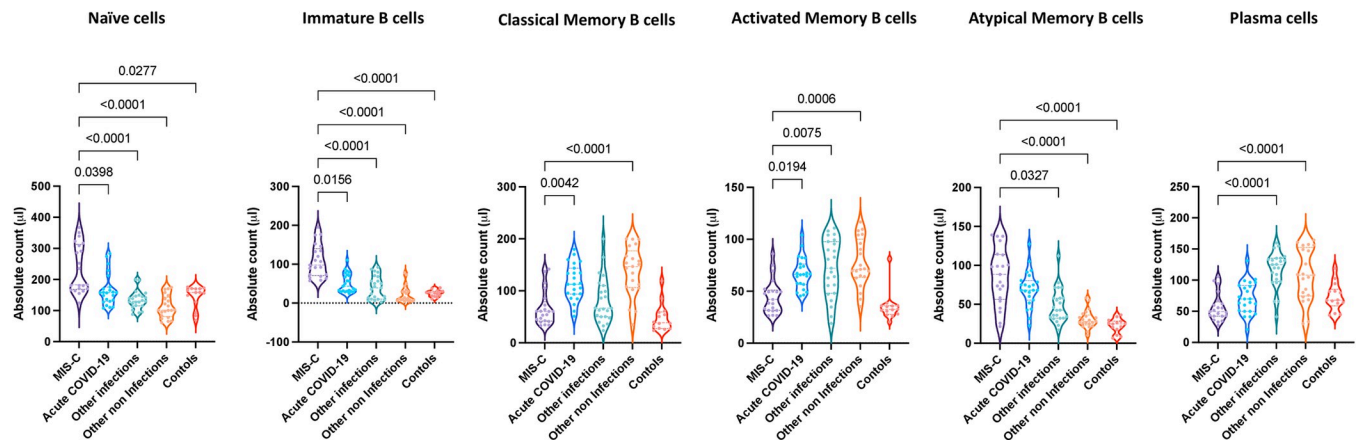 Naïve cells
0.0277
<0.0001
<0.0001
0.0398
Absolute count (µl)
500
400
300
200
100
0
MIS-C
Acute COVID-19
Other infections
Other non Infections
Contols
Immature B cells
<0.0001
<0.0001
<0.0001
0.0156
Absolute count (µl)
300
200
100
0
-100
MIS-C
Acute COVID-19
Other infections
Other non Infections
Contols
Classical Memory B cells
<0.0001
0.0042
Absolute count (µl)
300
200
100
0
MIS-C
Acute COVID-19
Other infections
Other non Infections
Contols
Activated Memory B cells
0.0006
0.0075
0.0194
Absolute count (µl)
150
100
50
0
MIS-C
Acute COVID-19
Other infections
Other non Infections
Contols
Atypical Memory B cells
<0.0001
<0.0001
0.0327
Absolute count (µl)
200
150
100
50
0
MIS-C
Acute COVID-19
Other infections
Other non Infections
Contols
Plasma cells
<0.0001
<0.0001
Absolute count (µl)
250
200
150
100
50
0
MIS-C
Acute COVID-19
Other infections
Other non Infections
Contols